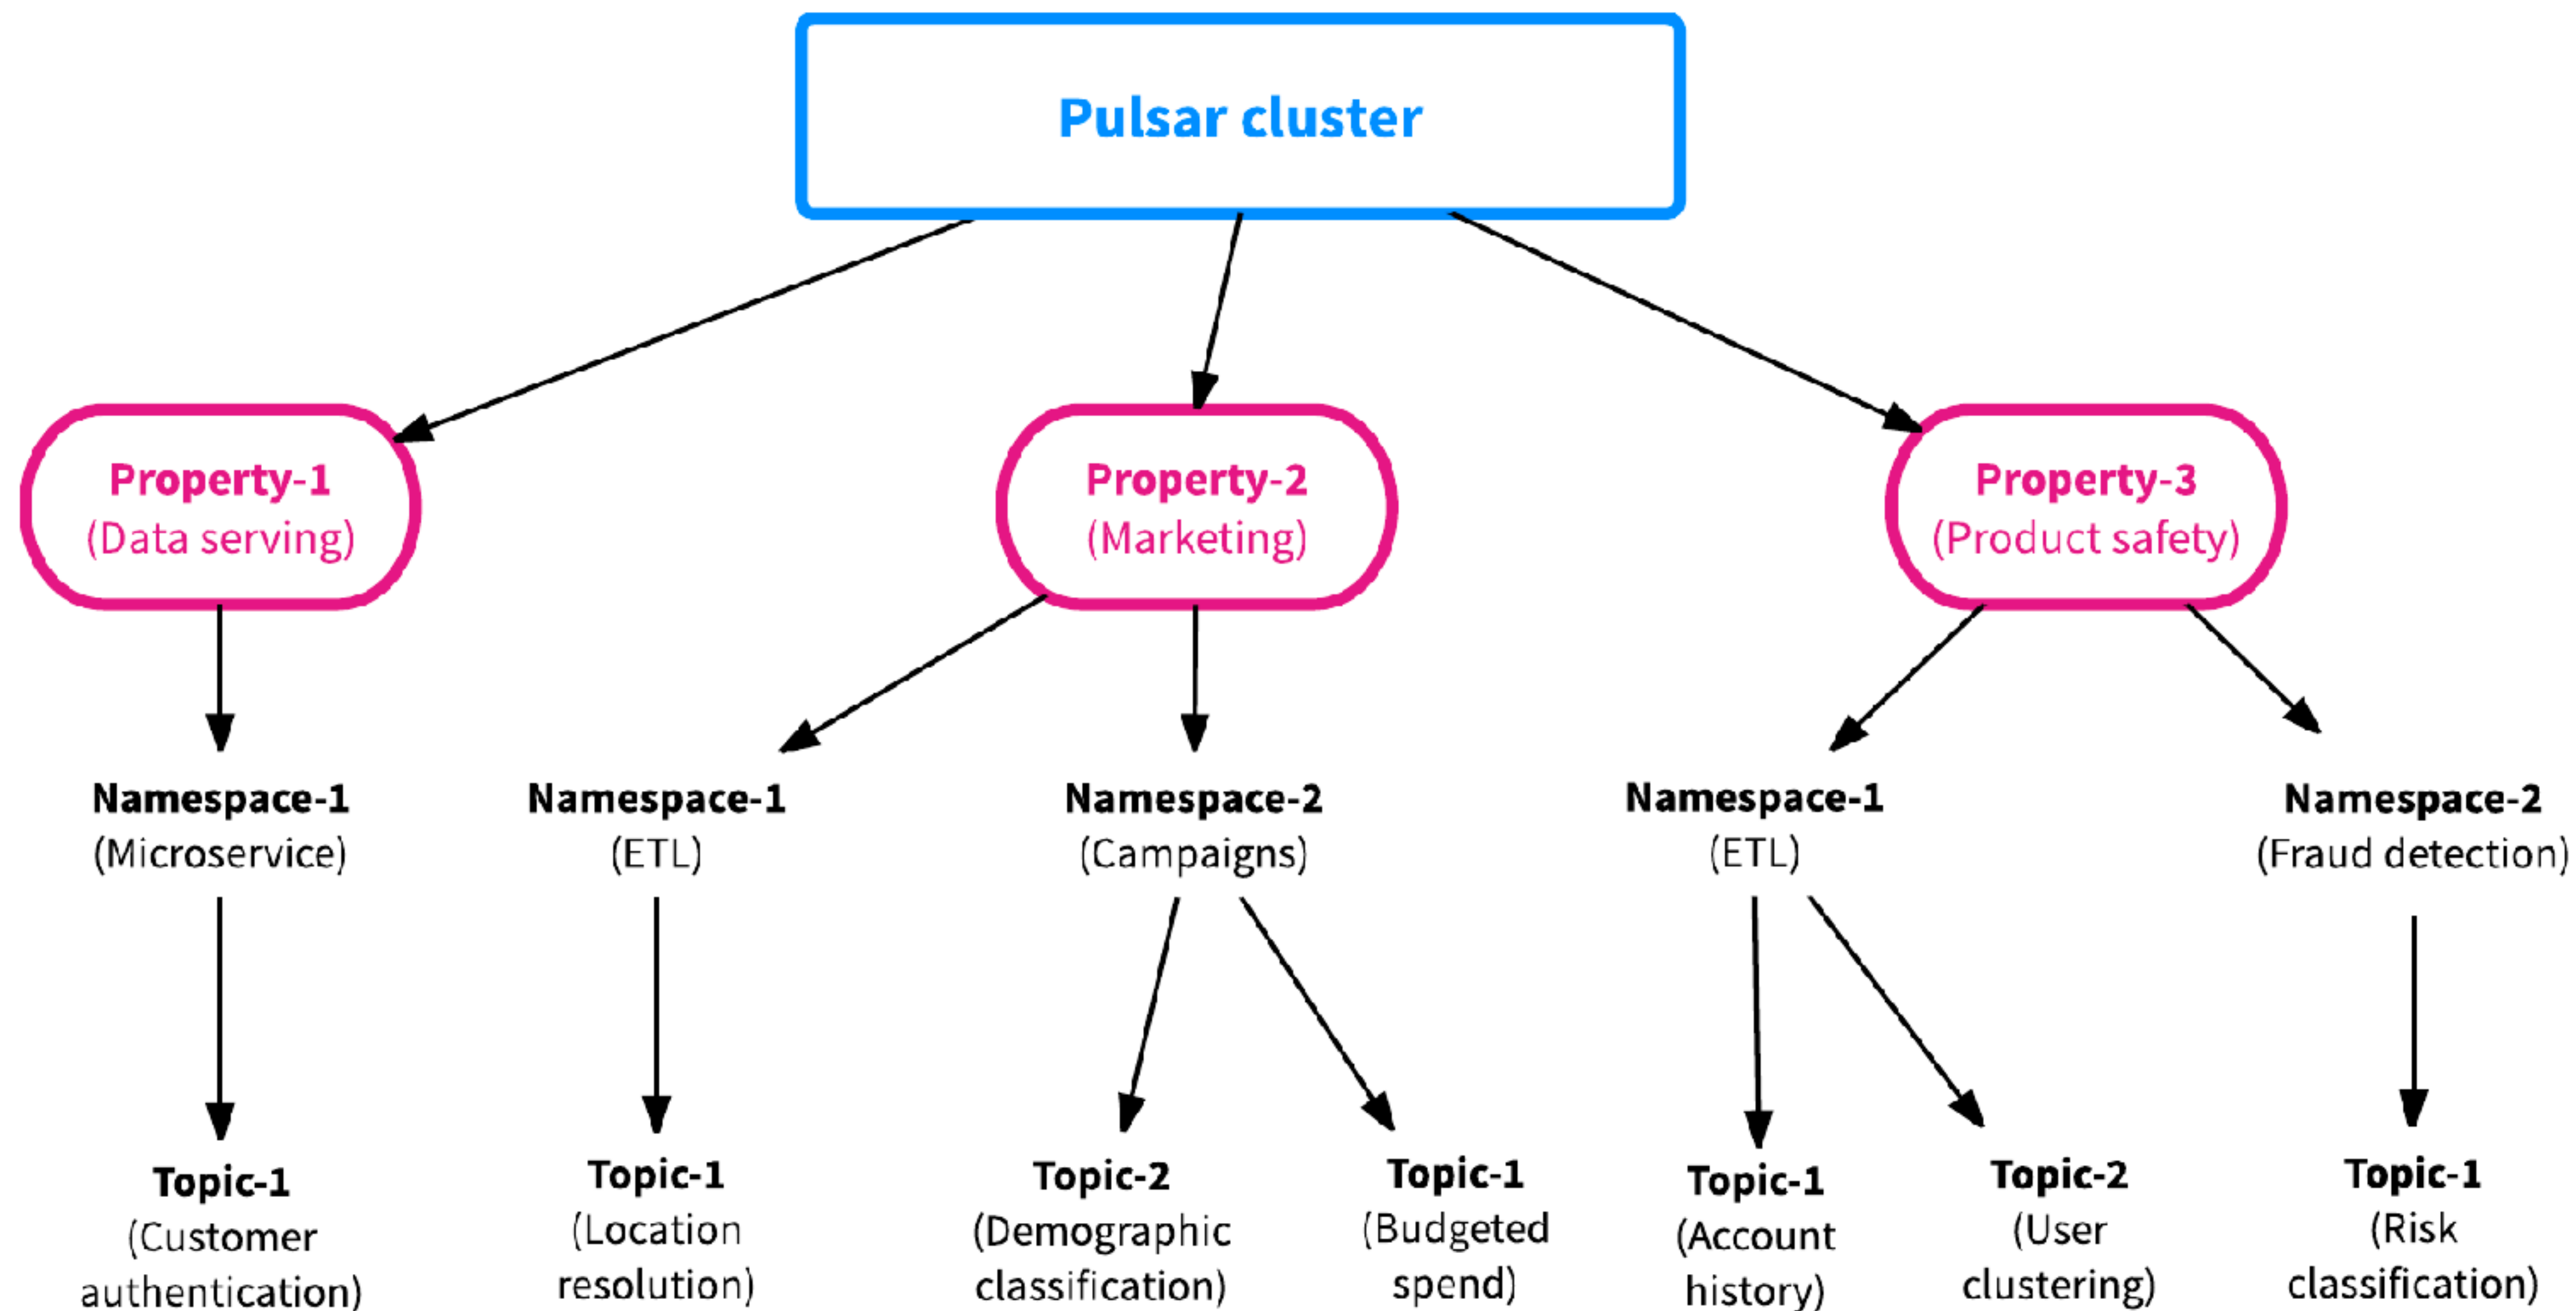 Pulsar cluster
Property-1
(Data serving)
Property-2
(Marketing)
Property-3
(Product safety)
Namespace-1
(Microservice)
Namespace-1
(ETL)
Namespace-2
(Campaigns)
Namespace-1
(ETL)
Namespace-2
(Fraud detection)
Topic-1
(Customer
authentication)
Topic-1
(Location
resolution)
Topic-2
(Demographic
classification)
Topic-1
(Budgeted
spend)
Topic-1
(Account
history)
Topic-2
(User
clustering)
Topic-1
(Risk
classification)